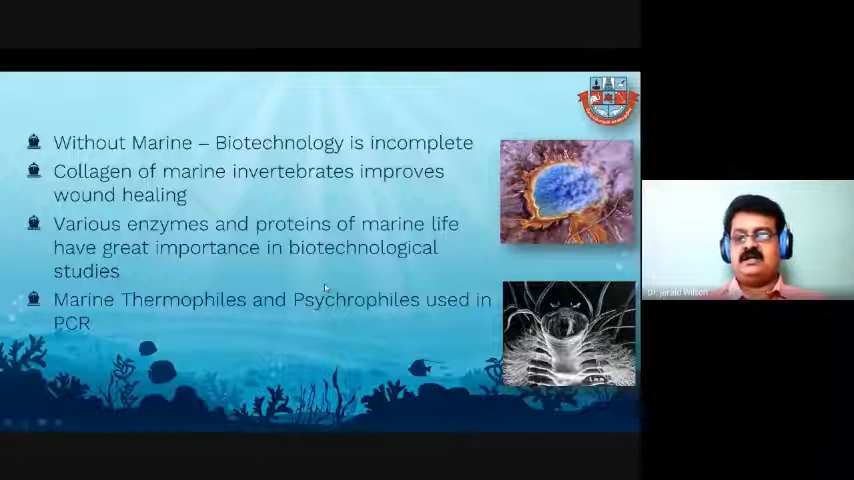 Without Marine – Biotechnology is incomplete
Collagen of marine invertebrates improves
wound healing
Various enzymes and proteins of marine life
have great importance in biotechnological
studies
Marine Thermophiles and Psychrophiles used in
PCR
Dr. Jerald Wilson